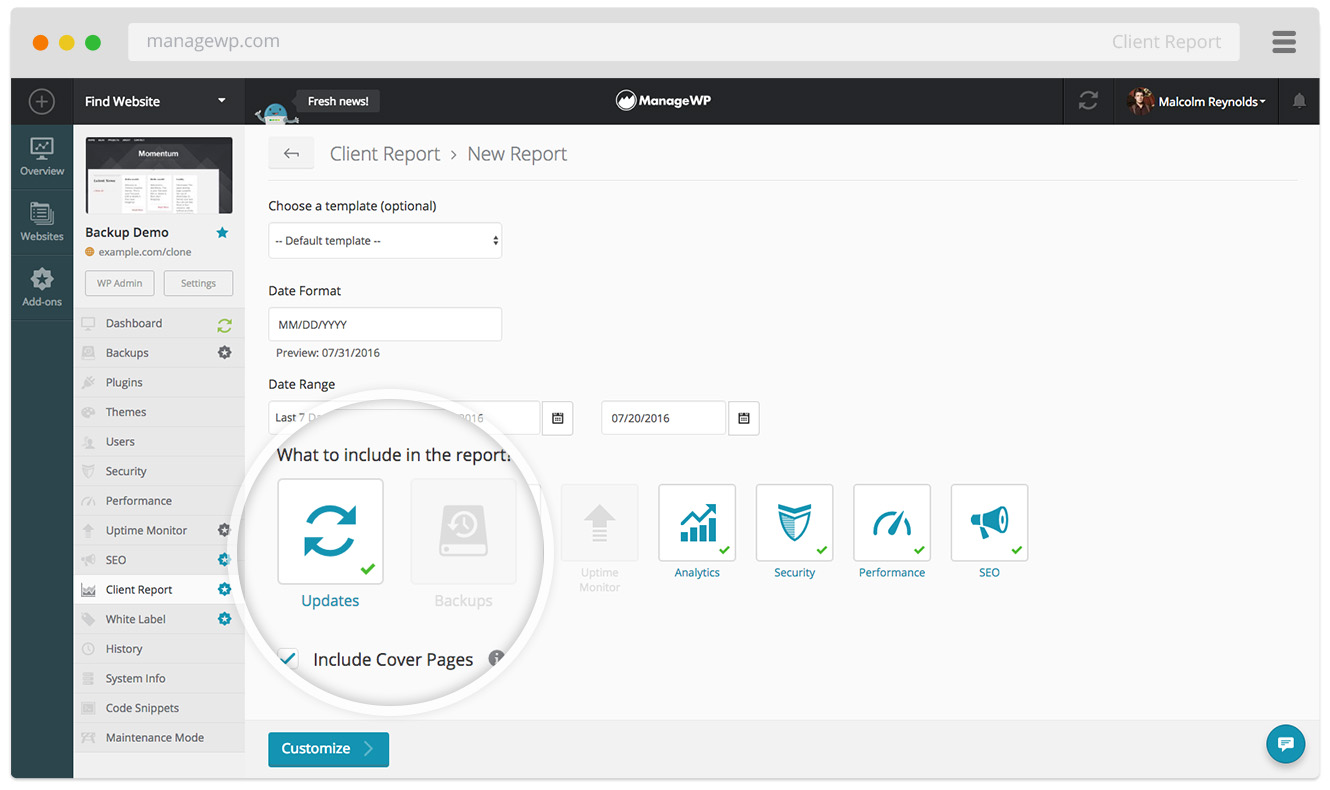 managewp.com
Client Report
Find Website
Fresh news!
ManageWP
Malcolm Reynolds
Overview
Websites
Add-ons
Momentum
Backup Demo
example.com/clone
WP Admin
Settings
Dashboard
Backups
Plugins
Themes
Users
Security
Performance
Uptime Monitor
SEO
Client Report
White Label
History
System Info
Code Snippets
Maintenance Mode
Client Report › New Report
Choose a template (optional)
-- Default template --
Date Format
MM/DD/YYYY
Preview: 07/31/2016
Date Range
Last 7
07/20/2016
What to include in the report?
Updates
Backups
Uptime
Monitor
Analytics
Security
Performance
SEO
Include Cover Pages
Customize